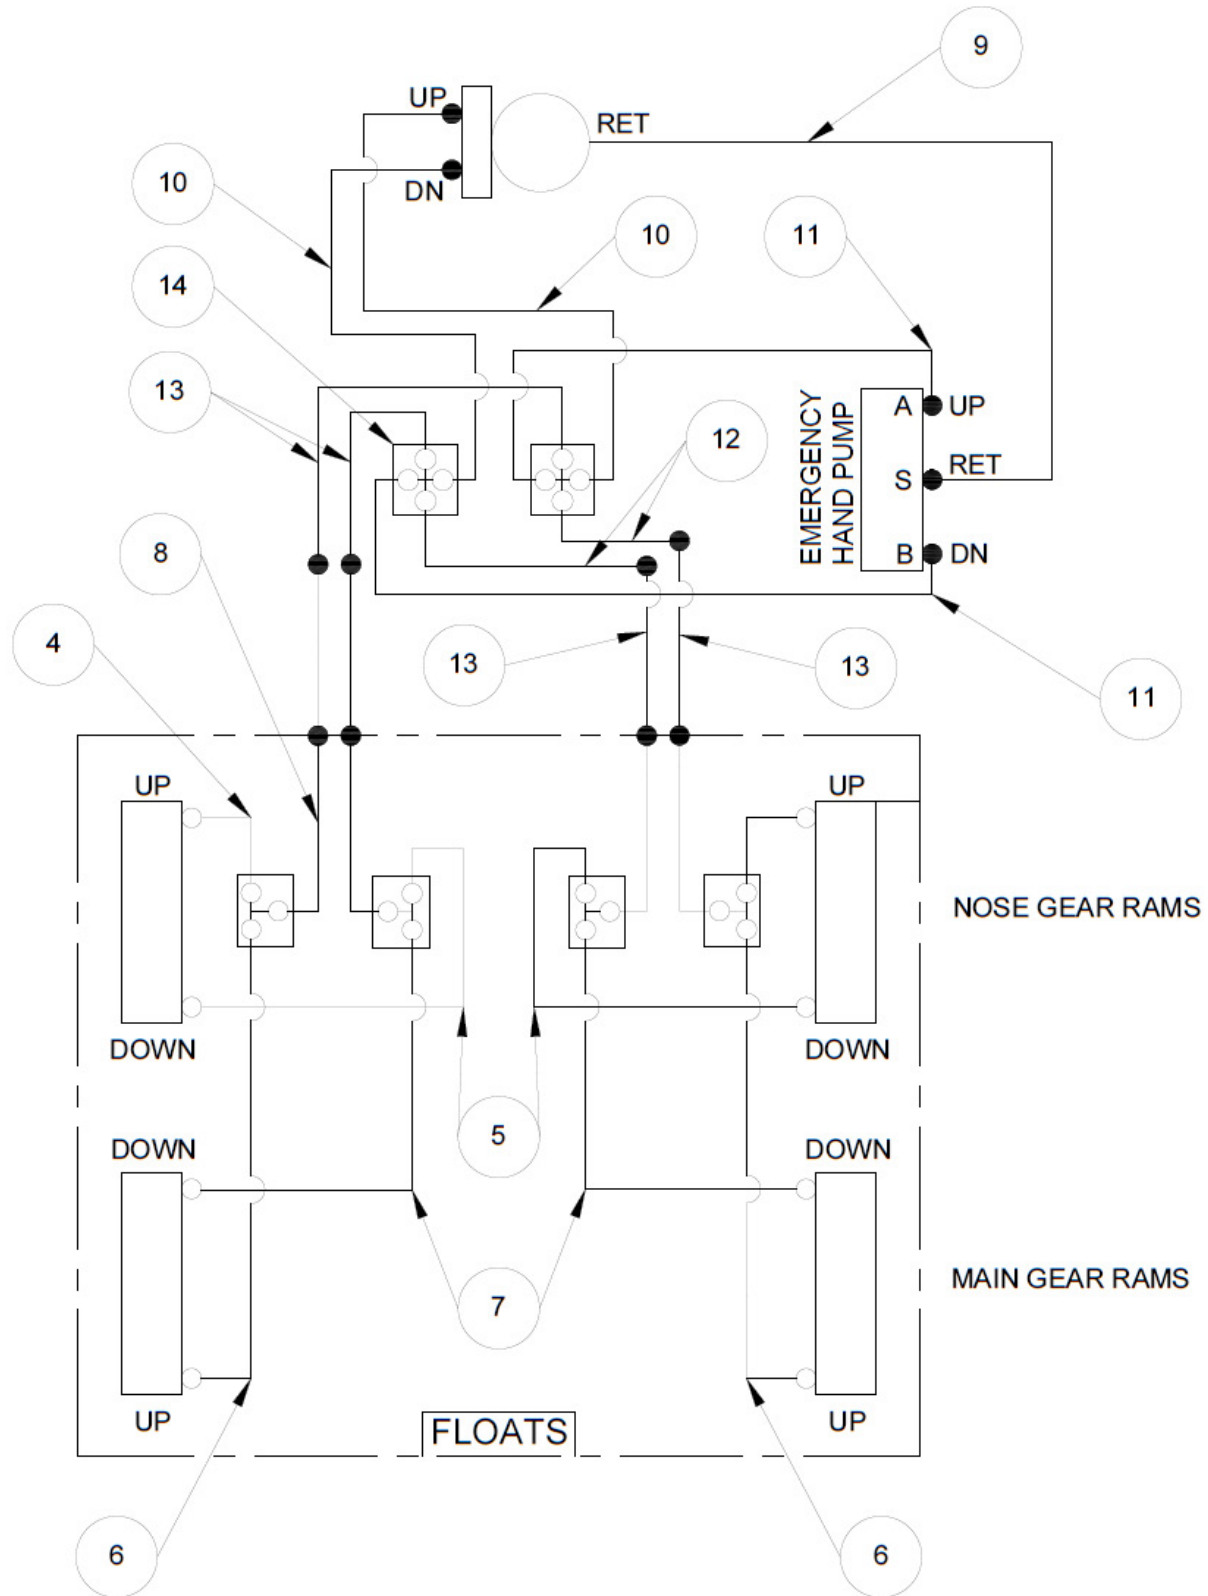 9
UP
RET
10
DN
10
11
14
13
EMERGENCY
HAND PUMP
A
UP
12
S
RET
8
B
DN
4
13
13
11
UP
UP
NOSE GEAR RAMS
DOWN
DOWN
5
DOWN
DOWN
MAIN GEAR RAMS
7
UP
UP
FLOATS
6
6